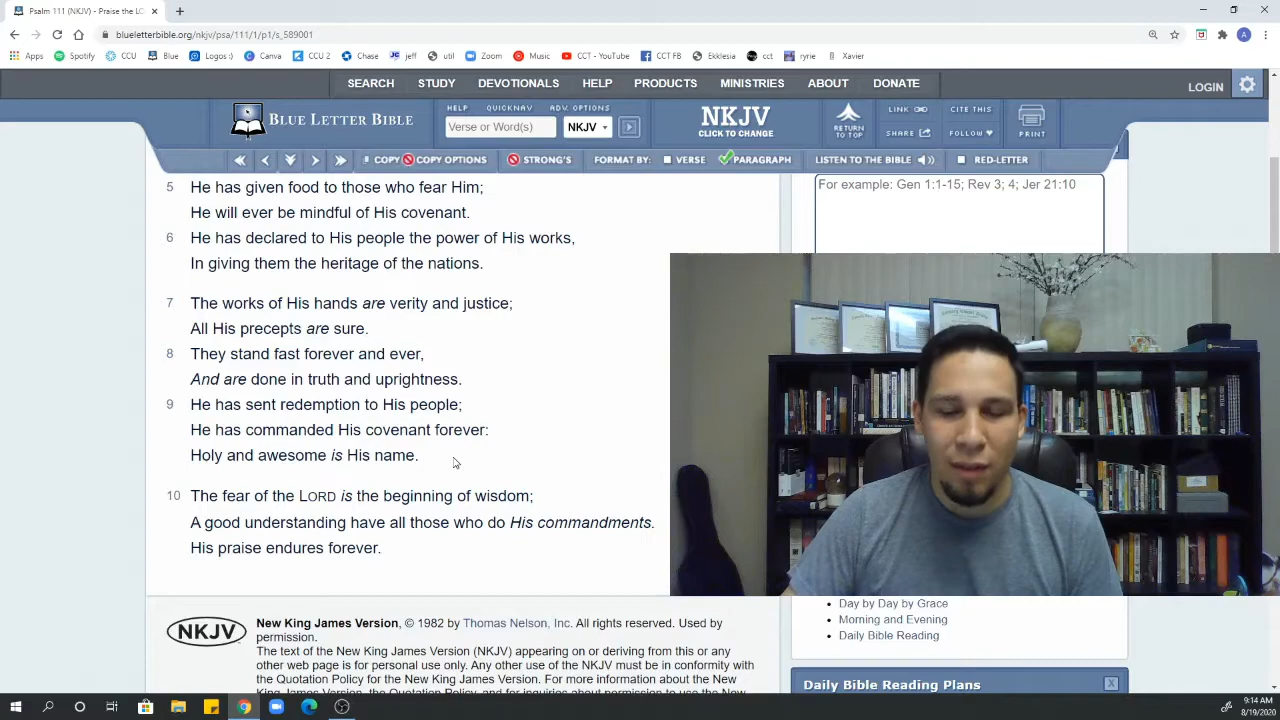 Psalm 111 (NKJV) - Praise the LO
blueletterbible.org/nkjv/psa/111/1/p1/s_589001
Apps Spotify CCU Blue Logos :) Canva CCU 2 Chase jeff util Zoom Music CCT - YouTube CCT FB Ekklesia cct ryrie Xavier
SEARCH STUDY DEVOTIONALS HELP PRODUCTS MINISTRIES ABOUT DONATE LOGIN
BLUE LETTER BIBLE
HELP QUICKNAV ADV. OPTIONS
Verse or Word(s) NKJV
NKJV
CLICK TO CHANGE
RETURN TO TOP
LINK CITE THIS
SHARE FOLLOW
PRINT
COPY COPY OPTIONS STRONG'S FORMAT BY: VERSE PARAGRAPH LISTEN TO THE BIBLE RED-LETTER
5 He has given food to those who fear Him;
He will ever be mindful of His covenant.
6 He has declared to His people the power of His works,
In giving them the heritage of the nations.
7 The works of His hands are verity and justice;
All His precepts are sure.
8 They stand fast forever and ever,
And are done in truth and uprightness.
9 He has sent redemption to His people;
He has commanded His covenant forever:
Holy and awesome is His name.
10 The fear of the LORD is the beginning of wisdom;
A good understanding have all those who do His commandments.
His praise endures forever.
For example: Gen 1:1-15; Rev 3; 4; Jer 21:10
NKJV
New King James Version, © 1982 by Thomas Nelson, Inc. All rights reserved. Used by
permission.
The text of the New King James Version (NKJV) appearing on or deriving from this or any
other web page is for personal use only. Any other use of the NKJV must be in conformity with
the Quotation Policy for the New King James Version. For more information about the New
King James Version, the Quotation Policy, and for inquiries about permission to use the New
Day by Day by Grace
Morning and Evening
Daily Bible Reading
Daily Bible Reading Plans X
9:14 AM
8/19/2020